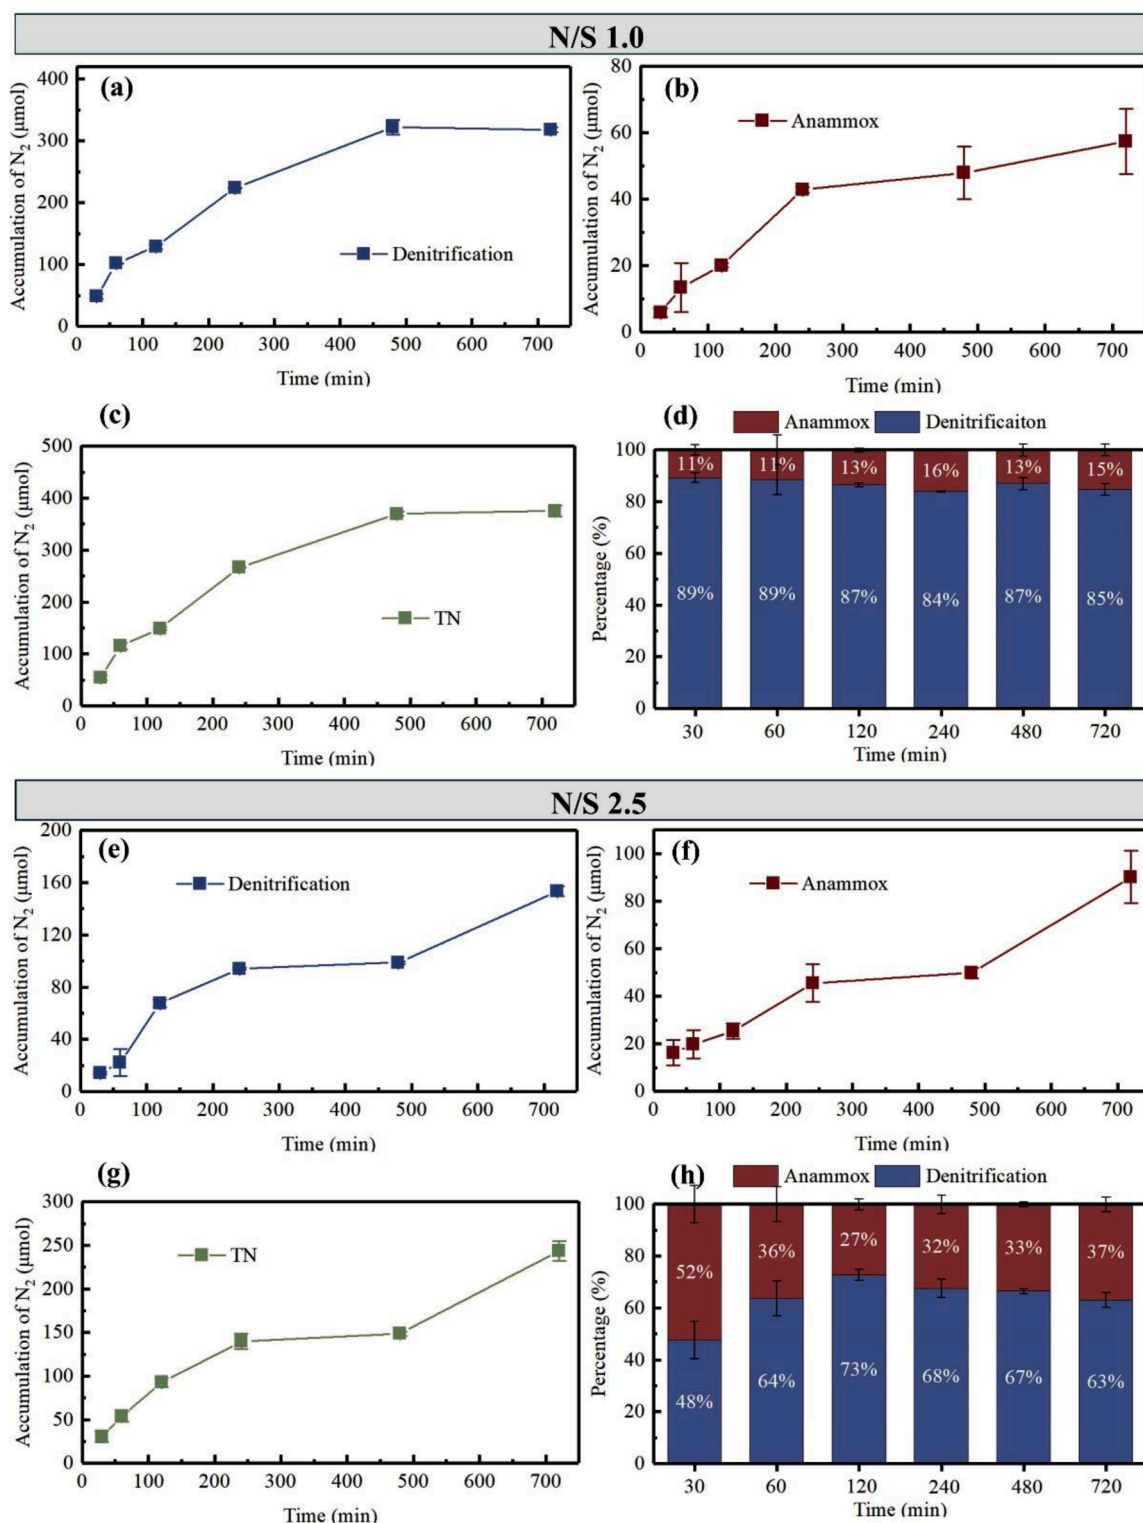 N/S 1.0
(a)
Accumulation of N2 (μmol)
400
300
200
100
0
Denitrification
0 100 200 300 400 500 600 700
Time (min)
(b)
Accumulation of N2 (μmol)
80
60
40
20
0
Anammox
0 100 200 300 400 500 600 700
Time (min)
(c)
Accumulation of N2 (μmol)
500
400
300
200
100
0
TN
0 100 200 300 400 500 600 700
Time (min)
(d)
Anammox Denitrificaiton
Percentage (%)
100
80
60
40
20
0
11% 11% 13% 16% 13% 15%
89% 89% 87% 84% 87% 85%
30 60 120 240 480 720
Time (min)
N/S 2.5
(e)
Accumulation of N2 (μmol)
200
160
120
80
40
0
Denitrification
0 100 200 300 400 500 600 700
Time (min)
(f)
Accumulation of N2 (μmol)
100
80
60
40
20
0
Anammox
0 100 200 300 400 500 600 700
Time (min)
(g)
Accumulation of N2 (μmol)
300
250
200
150
100
50
0
TN
0 100 200 300 400 500 600 700
Time (min)
(h)
Anammox Denitrification
Percentage (%)
100
80
60
40
20
0
52% 36% 27% 32% 33% 37%
48% 64% 73% 68% 67% 63%
30 60 120 240 480 720
Time (min)